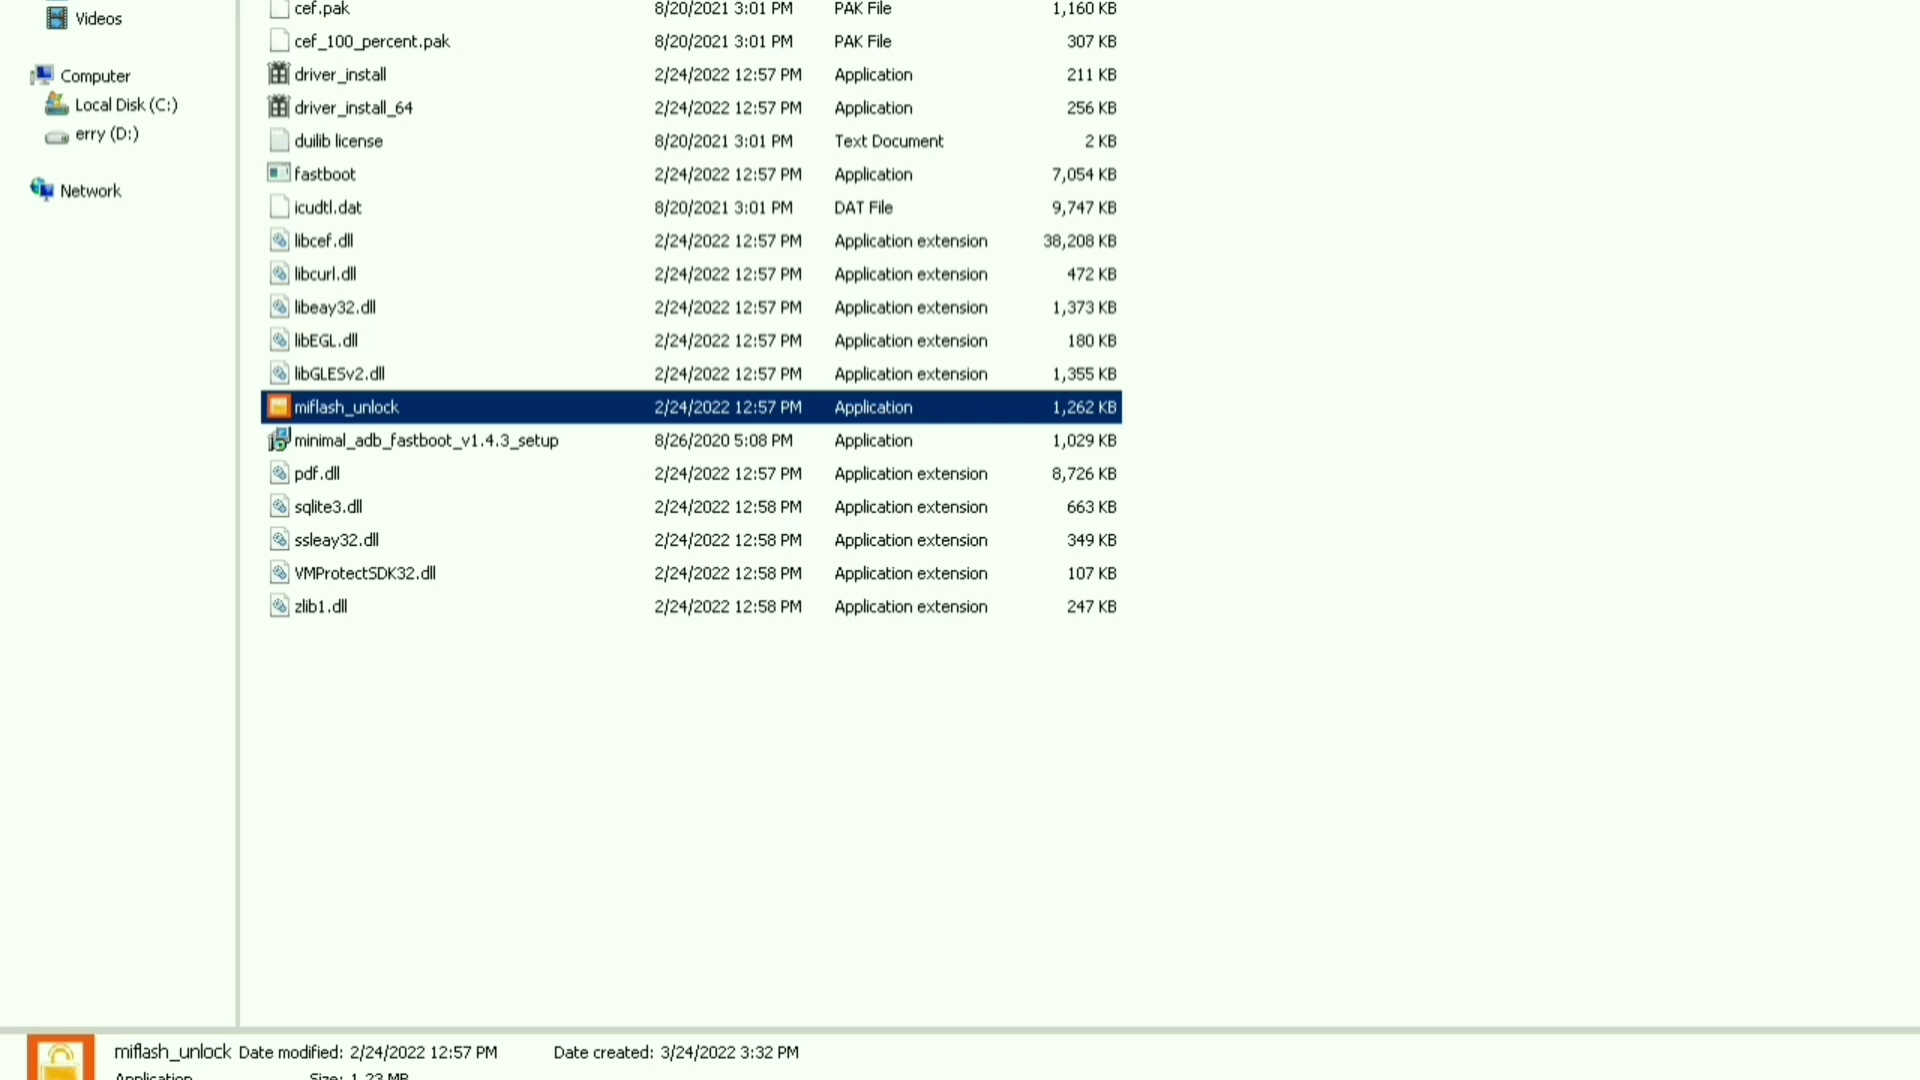 Videos
Computer
Local Disk (C:)
erry (D:)
Network
cef.pak 8/20/2021 3:01 PM PAK File 1,160 KB
cef_100_percent.pak 8/20/2021 3:01 PM PAK File 307 KB
driver_install 2/24/2022 12:57 PM Application 211 KB
driver_install_64 2/24/2022 12:57 PM Application 256 KB
duilib license 8/20/2021 3:01 PM Text Document 2 KB
fastboot 2/24/2022 12:57 PM Application 7,054 KB
icudtl.dat 8/20/2021 3:01 PM DAT File 9,747 KB
libcef.dll 2/24/2022 12:57 PM Application extension 38,208 KB
libcurl.dll 2/24/2022 12:57 PM Application extension 472 KB
libeay32.dll 2/24/2022 12:57 PM Application extension 1,373 KB
libEGL.dll 2/24/2022 12:57 PM Application extension 180 KB
libGLESv2.dll 2/24/2022 12:57 PM Application extension 1,355 KB
miflash_unlock 2/24/2022 12:57 PM Application 1,262 KB
minimal_adb_fastboot_v1.4.3_setup 8/26/2020 5:08 PM Application 1,029 KB
pdf.dll 2/24/2022 12:57 PM Application extension 8,726 KB
sqlite3.dll 2/24/2022 12:58 PM Application extension 663 KB
ssleay32.dll 2/24/2022 12:58 PM Application extension 349 KB
VMProtectSDK32.dll 2/24/2022 12:58 PM Application extension 107 KB
zlib1.dll 2/24/2022 12:58 PM Application extension 247 KB
miflash_unlock Date modified: 2/24/2022 12:57 PM Date created: 3/24/2022 3:32 PM
Application Size: 1.23 MB